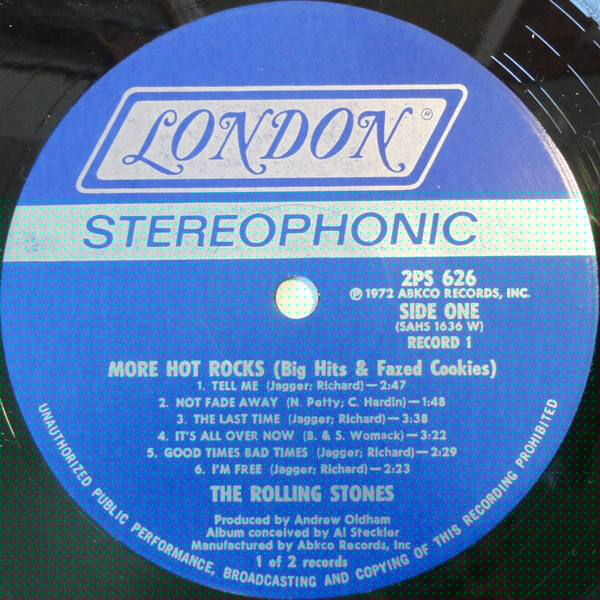 LONDON®
STEREOPHONIC
2PS 626
℗ 1972 ABKCO RECORDS, INC.
SIDE ONE
(SAHS 1636 W)
RECORD 1
MORE HOT ROCKS (Big Hits & Fazed Cookies)
1. TELL ME (Jagger; Richard)—2:47
2. NOT FADE AWAY (N. Petty; C. Hardin)—1:48
3. THE LAST TIME (Jagger; Richard)—3:38
4. IT'S ALL OVER NOW (B. & S. Womack)—3:22
5. GOOD TIMES BAD TIMES (Jagger; Richard)—2:29
6. I'M FREE (Jagger; Richard)—2:23
THE ROLLING STONES
Produced by Andrew Oldham
Album conceived by Al Steckler
Manufactured by Abkco Records, Inc
1 of 2 records
UNAUTHORIZED PUBLIC PERFORMANCE, BROADCASTING AND COPYING OF THIS RECORDING PROHIBITED